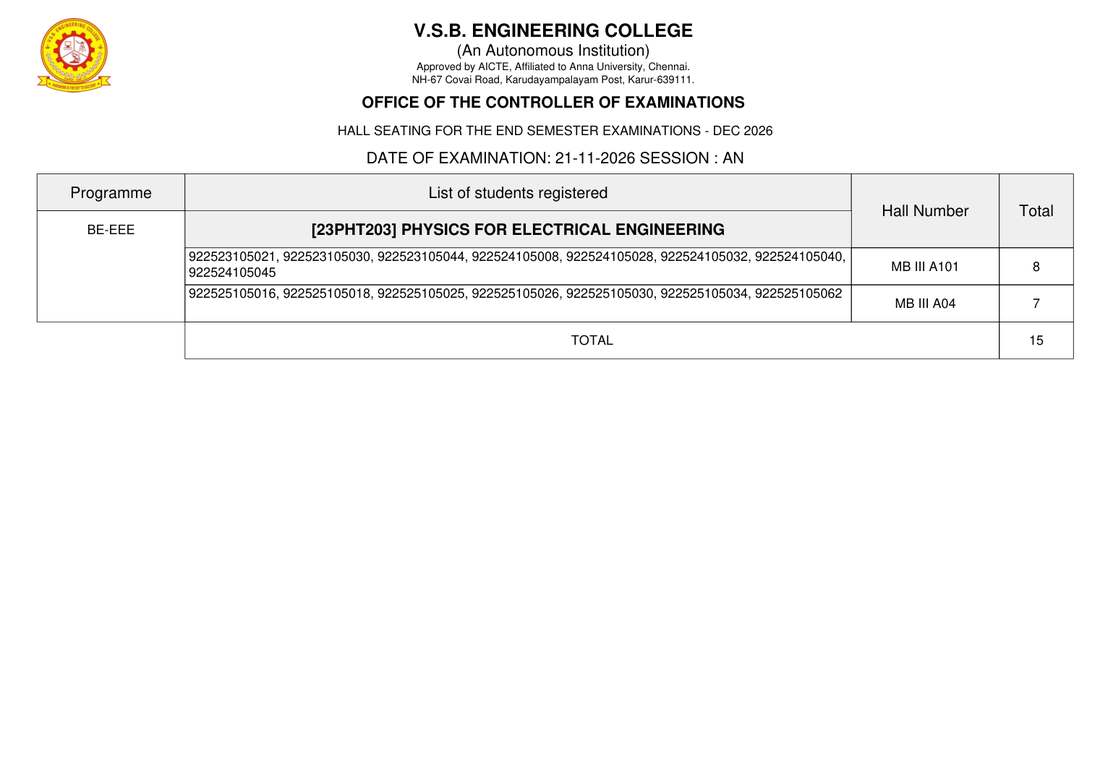 V.S.B. ENGINEERING COLLEGE
(An Autonomous Institution)
Approved by AICTE, Affiliated to Anna University, Chennai.
NH-67 Covai Road, Karudayampalayam Post, Karur-639111.
OFFICE OF THE CONTROLLER OF EXAMINATIONS
HALL SEATING FOR THE END SEMESTER EXAMINATIONS - DEC 2026
DATE OF EXAMINATION: 21-11-2026 SESSION : AN
Programme List of students registered Hall Number Total
BE-EEE [23PHT203] PHYSICS FOR ELECTRICAL ENGINEERING
922523105021, 922523105030, 922523105044, 922524105008, 922524105028, 922524105032, 922524105040,
922524105045 MB III A101 8
922525105016, 922525105018, 922525105025, 922525105026, 922525105030, 922525105034, 922525105062 MB III A04 7
TOTAL 15